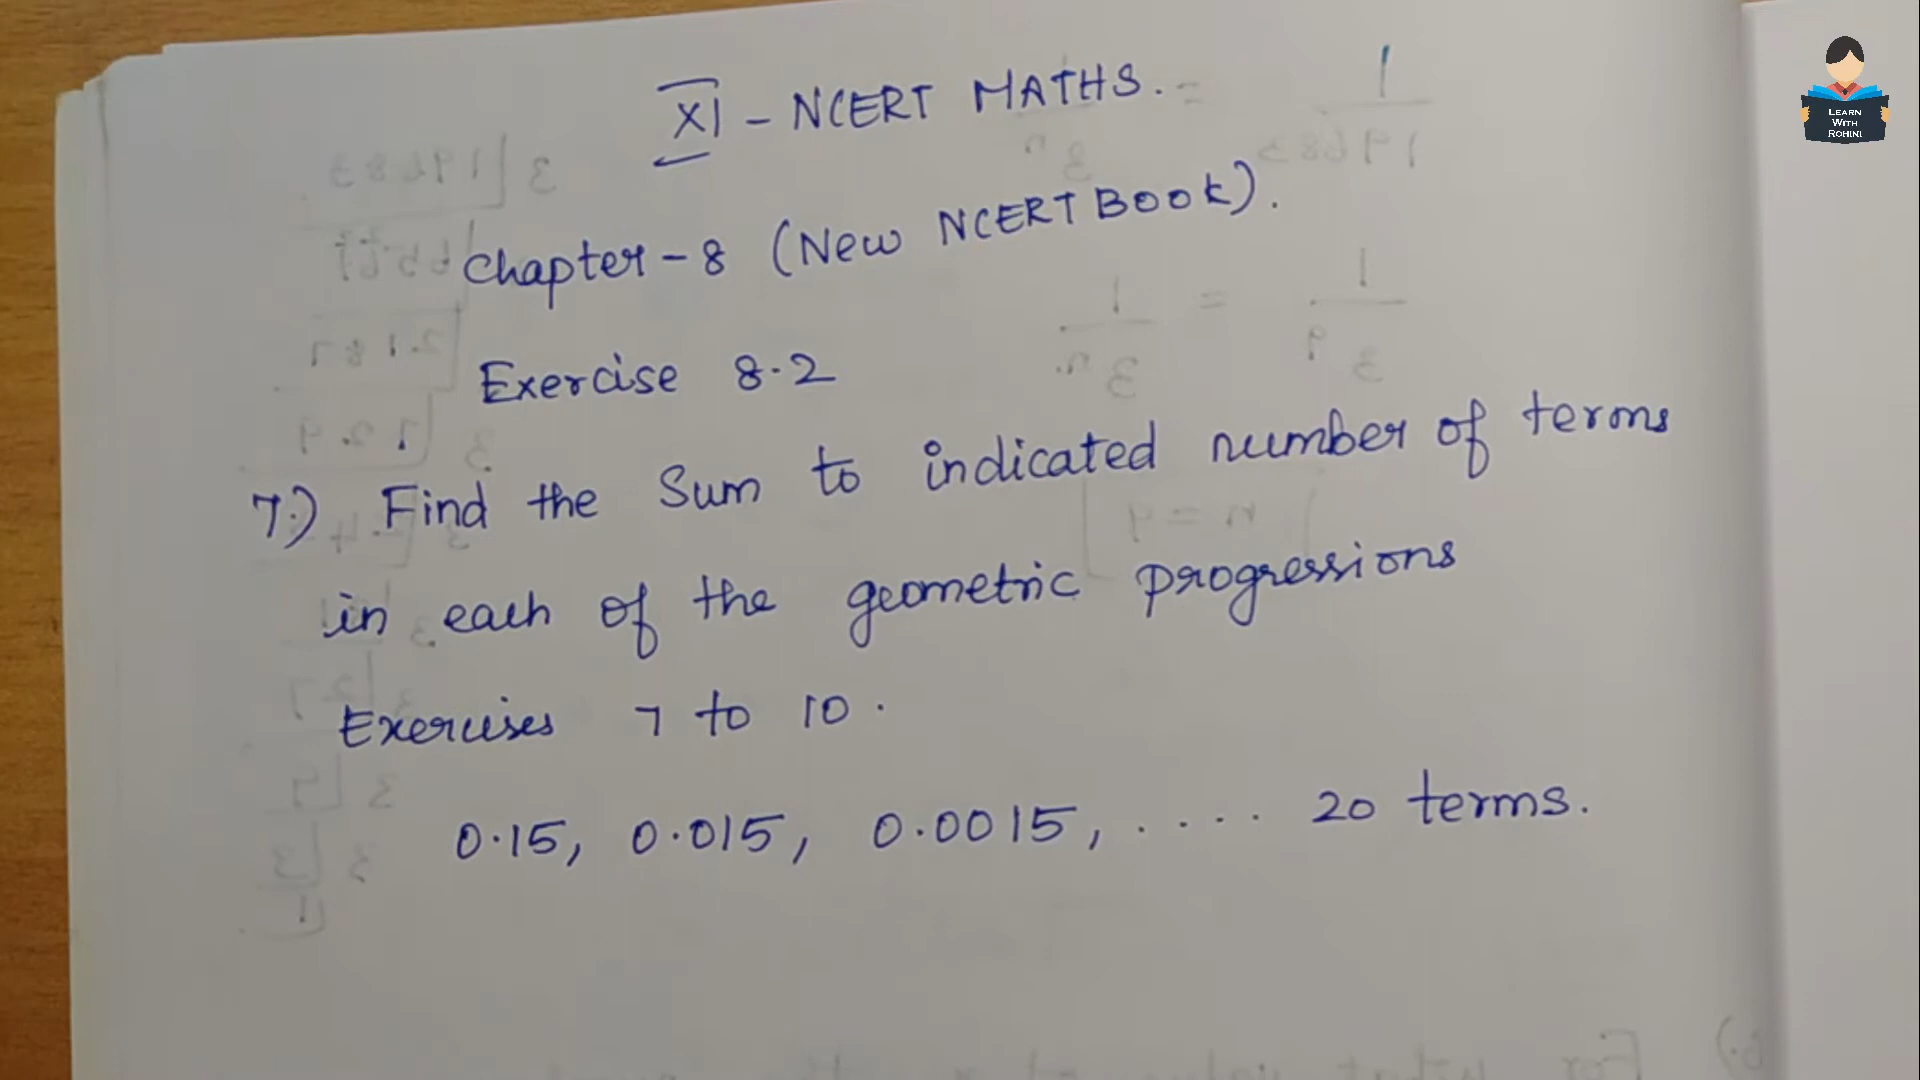 XI - NCERT MATHS.
Chapter - 8 (New NCERT Book).
Exercise 8.2
7.) Find the Sum to indicated number of terms
in each of the geometric progressions
Exercises 7 to 10.
0.15, 0.015, 0.0015, .... 20 terms.
LEARN
WITH
ROHINI